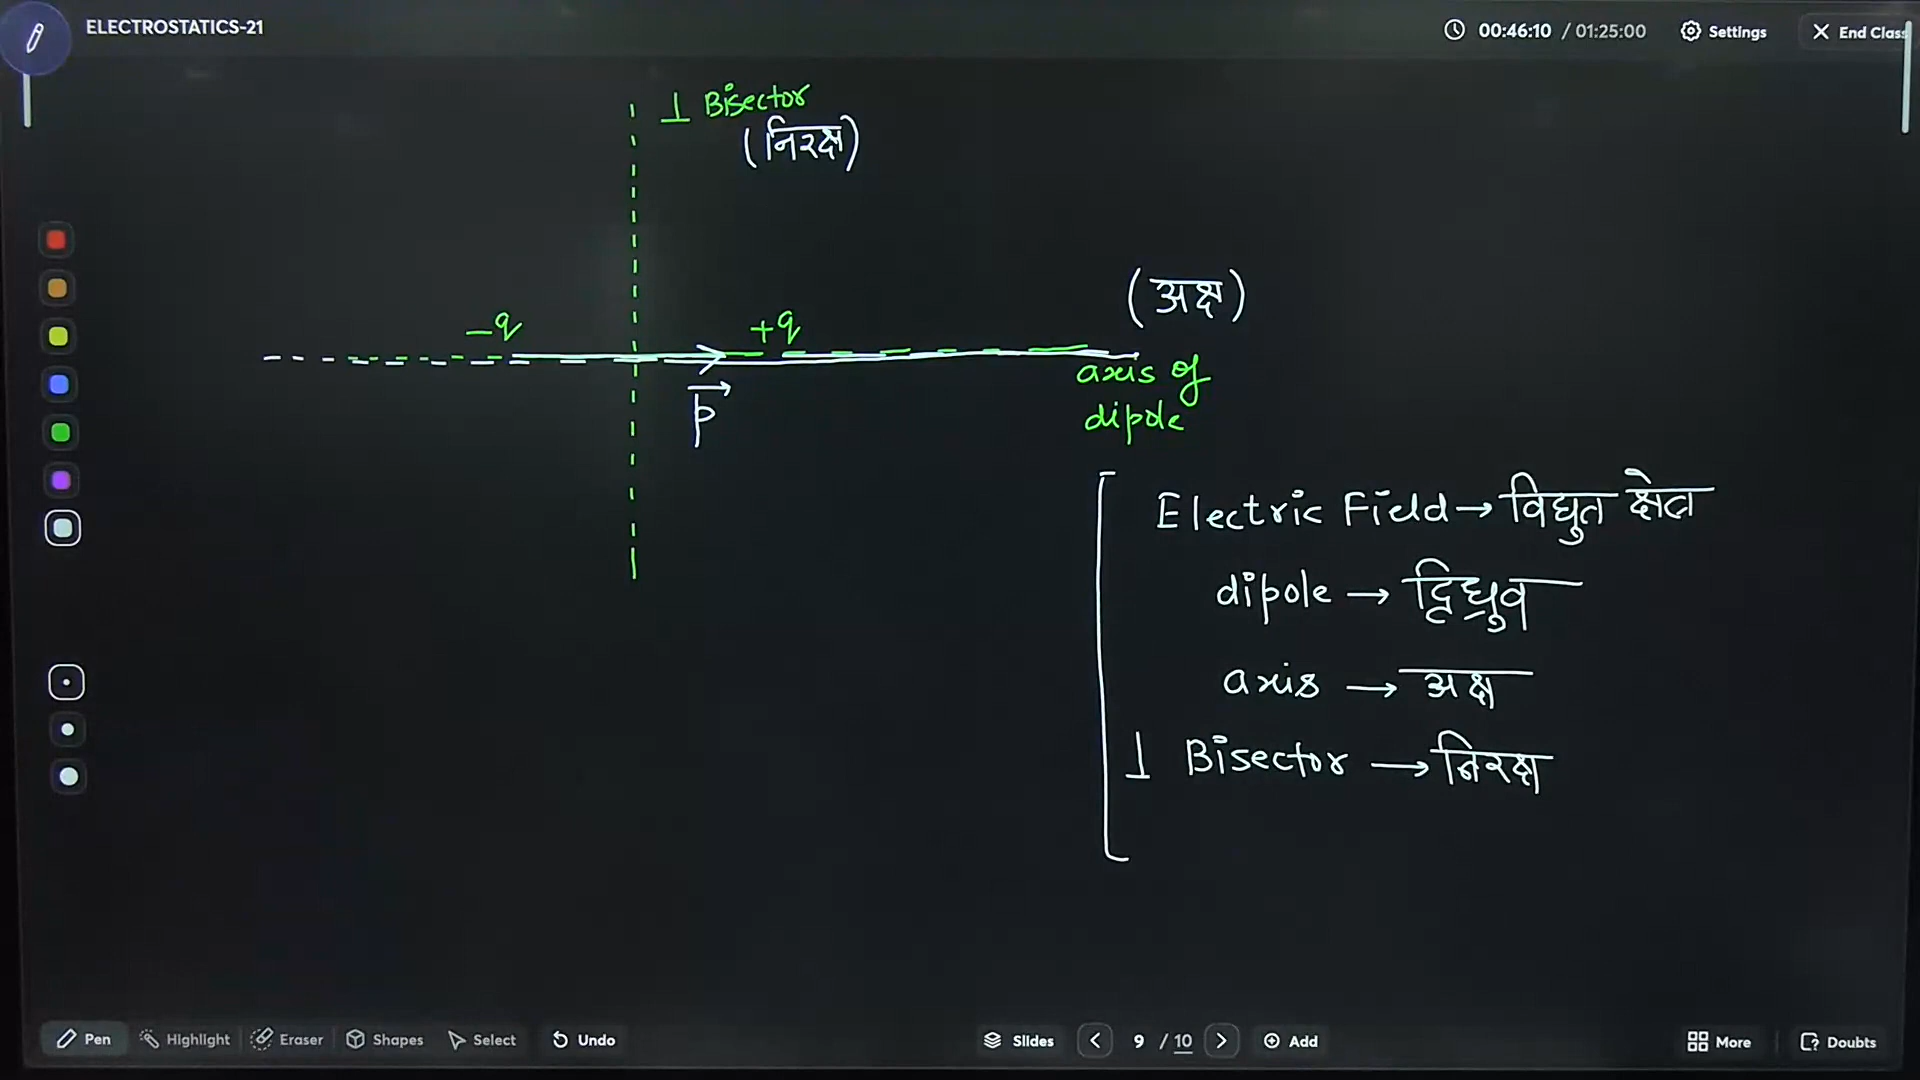 ELECTROSTATICS-21
00:46:10 / 01:25:00
Settings
End Class
⊥ Bisector
(निरक्ष)
(अक्ष)
-q
+q
axis of
dipole
p
Electric Field → विद्युत क्षेत्र
dipole → द्विध्रुव
axis → अक्ष
⊥ Bisector → निरक्ष
Pen Highlight Eraser Shapes Select Undo Slides 9 / 10 Add More Doubts